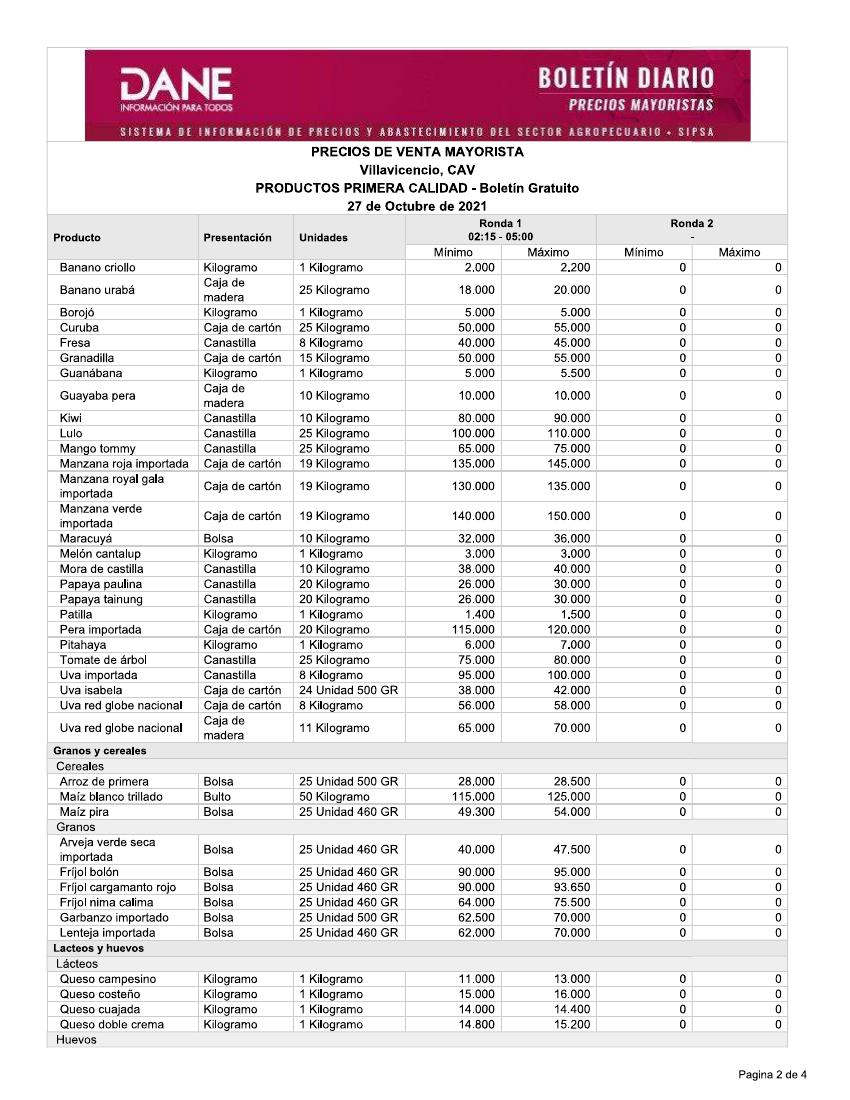 DANE
INFORMACIÓN PARA TODOS
BOLETÍN DIARIO
PRECIOS MAYORISTAS
SISTEMA DE INFORMACIÓN DE PRECIOS Y ABASTECIMIENTO DEL SECTOR AGROPECUARIO • SIPSA
PRECIOS DE VENTA MAYORISTA
Villavicencio, CAV
PRODUCTOS PRIMERA CALIDAD - Boletín Gratuito
27 de Octubre de 2021
Producto Presentación Unidades Ronda 1 02:15 - 05:00 Ronda 2 -
Mínimo Máximo Mínimo Máximo
Banano criollo Kilogramo 1 Kilogramo 2.000 2.200 0 0
Banano urabá Caja de madera 25 Kilogramo 18.000 20.000 0 0
Borojó Kilogramo 1 Kilogramo 5.000 5.000 0 0
Curuba Caja de cartón 25 Kilogramo 50.000 55.000 0 0
Fresa Canastilla 8 Kilogramo 40.000 45.000 0 0
Granadilla Caja de cartón 15 Kilogramo 50.000 55.000 0 0
Guanábana Kilogramo 1 Kilogramo 5.000 5.500 0 0
Guayaba pera Caja de madera 10 Kilogramo 10.000 10.000 0 0
Kiwi Canastilla 10 Kilogramo 80.000 90.000 0 0
Lulo Canastilla 25 Kilogramo 100.000 110.000 0 0
Mango tommy Canastilla 25 Kilogramo 65.000 75.000 0 0
Manzana roja importada Caja de cartón 19 Kilogramo 135.000 145.000 0 0
Manzana royal gala importada Caja de cartón 19 Kilogramo 130.000 135.000 0 0
Manzana verde importada Caja de cartón 19 Kilogramo 140.000 150.000 0 0
Maracuyá Bolsa 10 Kilogramo 32.000 36.000 0 0
Melón cantalup Kilogramo 1 Kilogramo 3.000 3.000 0 0
Mora de castilla Canastilla 10 Kilogramo 38.000 40.000 0 0
Papaya paulina Canastilla 20 Kilogramo 26.000 30.000 0 0
Papaya tainung Canastilla 20 Kilogramo 26.000 30.000 0 0
Patilla Kilogramo 1 Kilogramo 1.400 1.500 0 0
Pera importada Caja de cartón 20 Kilogramo 115.000 120.000 0 0
Pitahaya Kilogramo 1 Kilogramo 6.000 7.000 0 0
Tomate de árbol Canastilla 25 Kilogramo 75.000 80.000 0 0
Uva importada Canastilla 8 Kilogramo 95.000 100.000 0 0
Uva isabela Caja de cartón 24 Unidad 500 GR 38.000 42.000 0 0
Uva red globe nacional Caja de cartón 8 Kilogramo 56.000 58.000 0 0
Uva red globe nacional Caja de madera 11 Kilogramo 65.000 70.000 0 0
Granos y cereales
Cereales
Arroz de primera Bolsa 25 Unidad 500 GR 28.000 28.500 0 0
Maíz blanco trillado Bulto 50 Kilogramo 115.000 125.000 0 0
Maíz pira Bolsa 25 Unidad 460 GR 49.300 54.000 0 0
Granos
Arveja verde seca importada Bolsa 25 Unidad 460 GR 40.000 47.500 0 0
Fríjol bolón Bolsa 25 Unidad 460 GR 90.000 95.000 0 0
Fríjol cargamanto rojo Bolsa 25 Unidad 460 GR 90.000 93.650 0 0
Fríjol nima calima Bolsa 25 Unidad 460 GR 64.000 75.500 0 0
Garbanzo importado Bolsa 25 Unidad 500 GR 62.500 70.000 0 0
Lenteja importada Bolsa 25 Unidad 460 GR 62.000 70.000 0 0
Lacteos y huevos
Lácteos
Queso campesino Kilogramo 1 Kilogramo 11.000 13.000 0 0
Queso costeño Kilogramo 1 Kilogramo 15.000 16.000 0 0
Queso cuajada Kilogramo 1 Kilogramo 14.000 14.400 0 0
Queso doble crema Kilogramo 1 Kilogramo 14.800 15.200 0 0
Huevos
Pagina 2 de 4